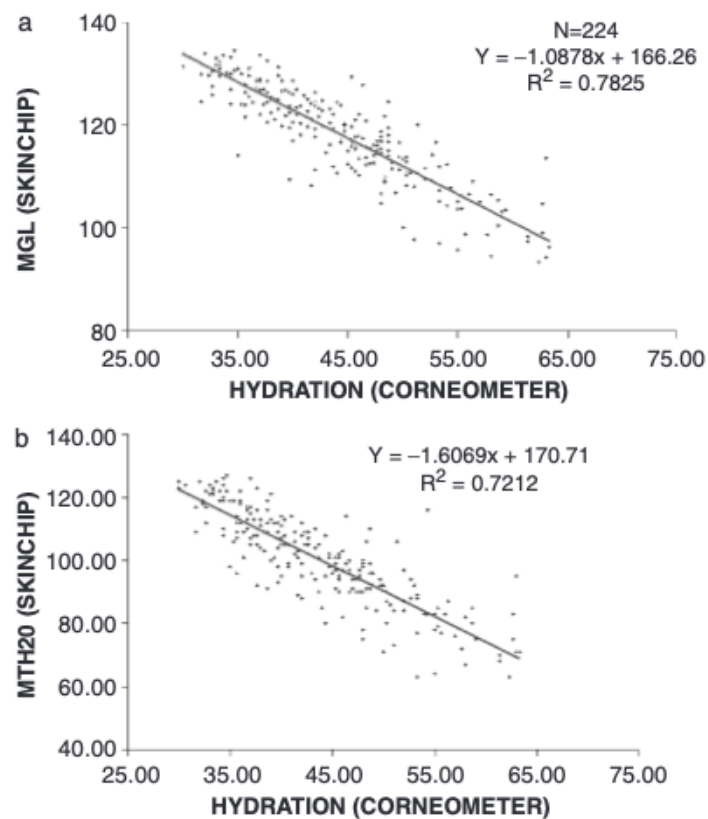 a
140
120
100
80
MGL (SKINCHIP)
N=224
Y = −1.0878x + 166.26
R² = 0.7825
25.00 35.00 45.00 55.00 65.00 75.00
HYDRATION (CORNEOMETER)
b
140.00
120.00
100.00
80.00
60.00
40.00
MTH20 (SKINCHIP)
Y = −1.6069x + 170.71
R² = 0.7212
25.00 35.00 45.00 55.00 65.00 75.00
HYDRATION (CORNEOMETER)